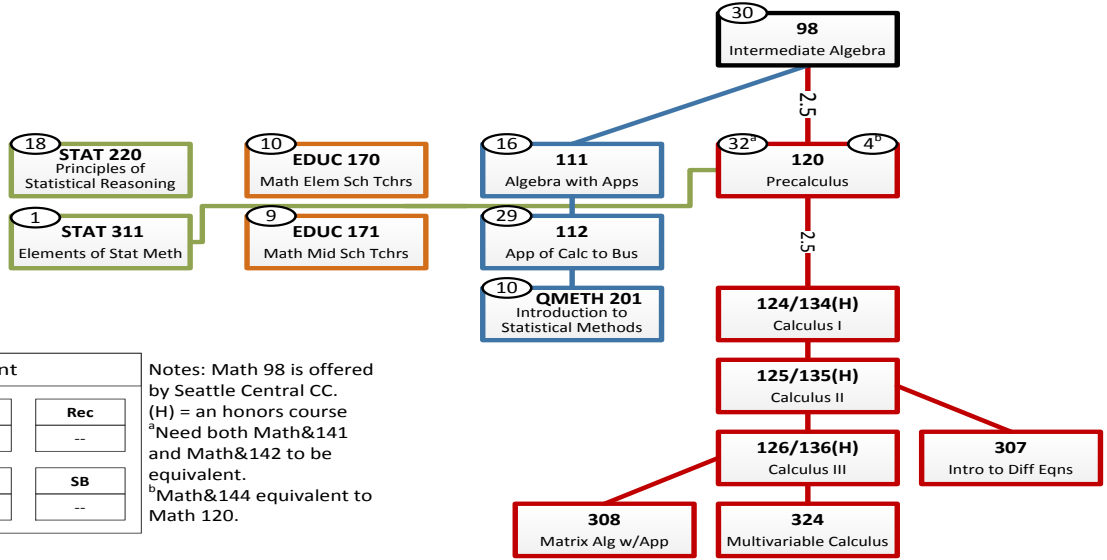 30
98
Intermediate Algebra
2.5
18
STAT 220
Principles of
Statistical Reasoning
10
EDUC 170
Math Elem Sch Tchrs
16
111
Algebra with Apps
32ᵃ
4ᵇ
120
Precalculus
1
STAT 311
Elements of Stat Meth
9
EDUC 171
Math Mid Sch Tchrs
29
112
App of Calc to Bus
2.5
10
QMETH 201
Introduction to
Statistical Methods
124/134(H)
Calculus I
125/135(H)
Calculus II
126/136(H)
Calculus III
307
Intro to Diff Eqns
308
Matrix Alg w/App
324
Multivariable Calculus
nt
Rec
--
SB
--
Notes: Math 98 is offered
by Seattle Central CC.
(H) = an honors course
ᵃNeed both Math&141
and Math&142 to be
equivalent.
ᵇMath&144 equivalent to
Math 120.